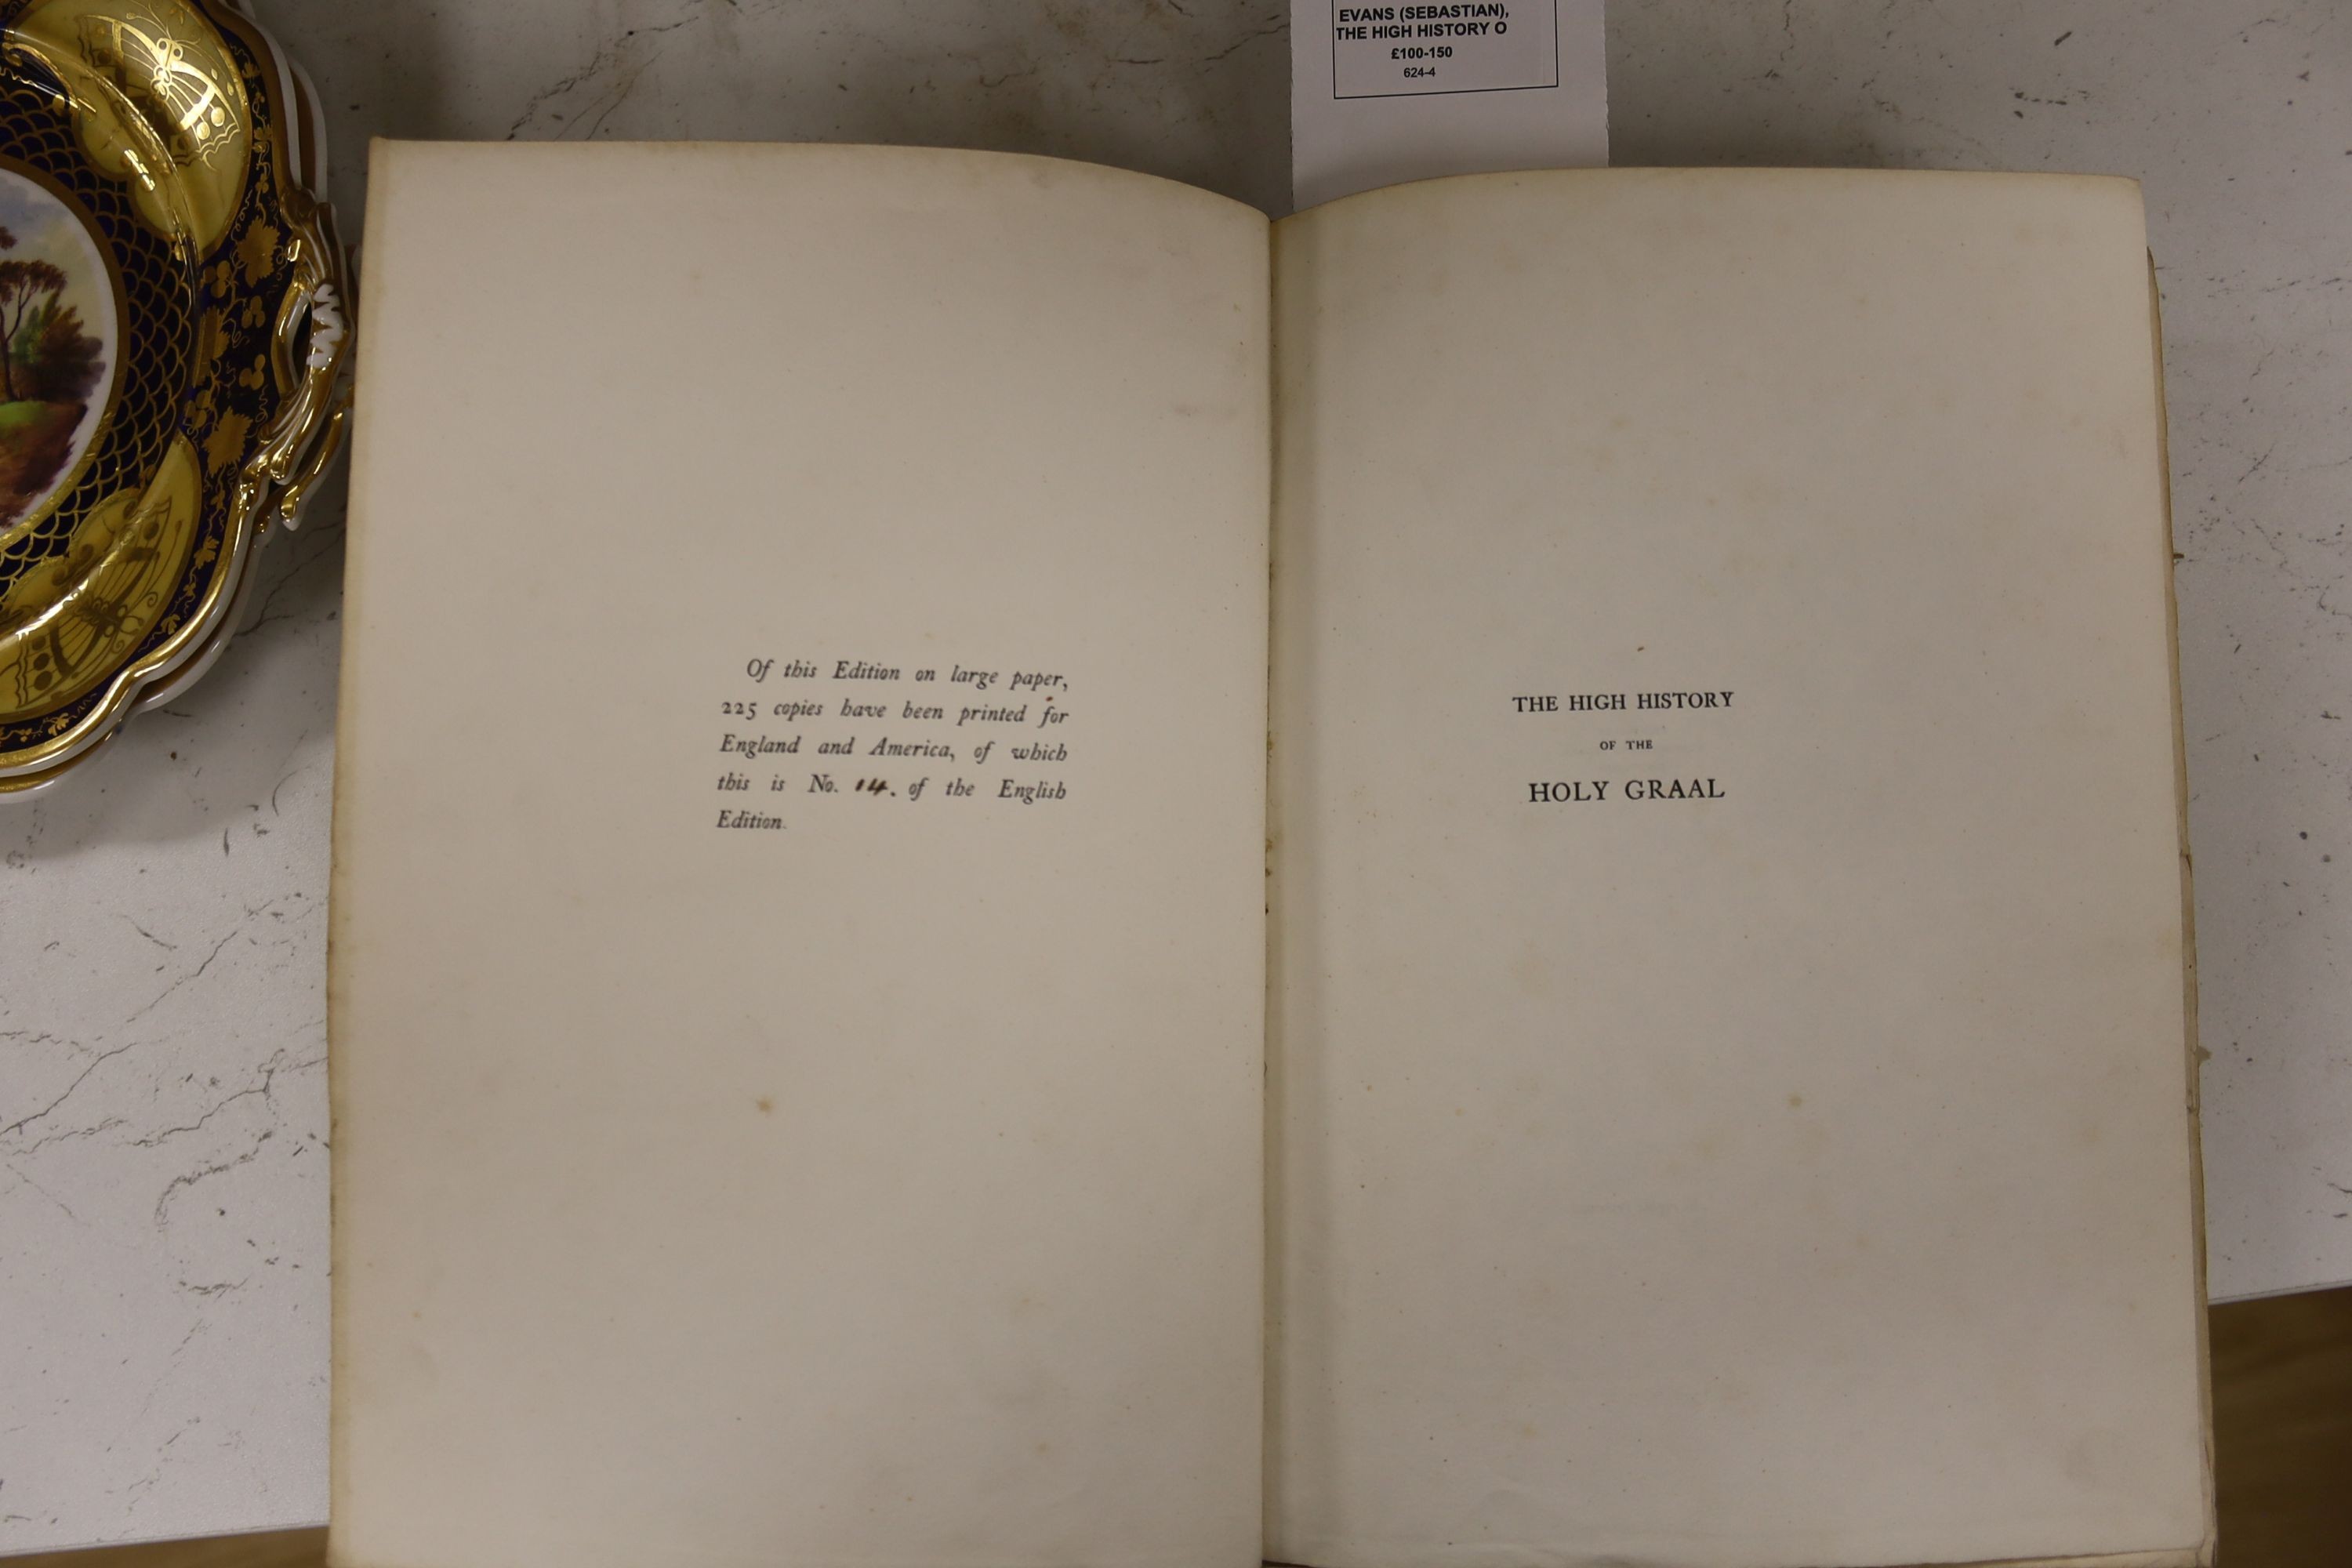 EVANS (SEBASTIAN),
THE HIGH HISTORY O
£100-150
624-4
Of this Edition on large paper,
225 copies have been printed for
England and America, of which
this is No. 14. of the English
Edition.
THE HIGH HISTORY
OF THE
HOLY GRAAL